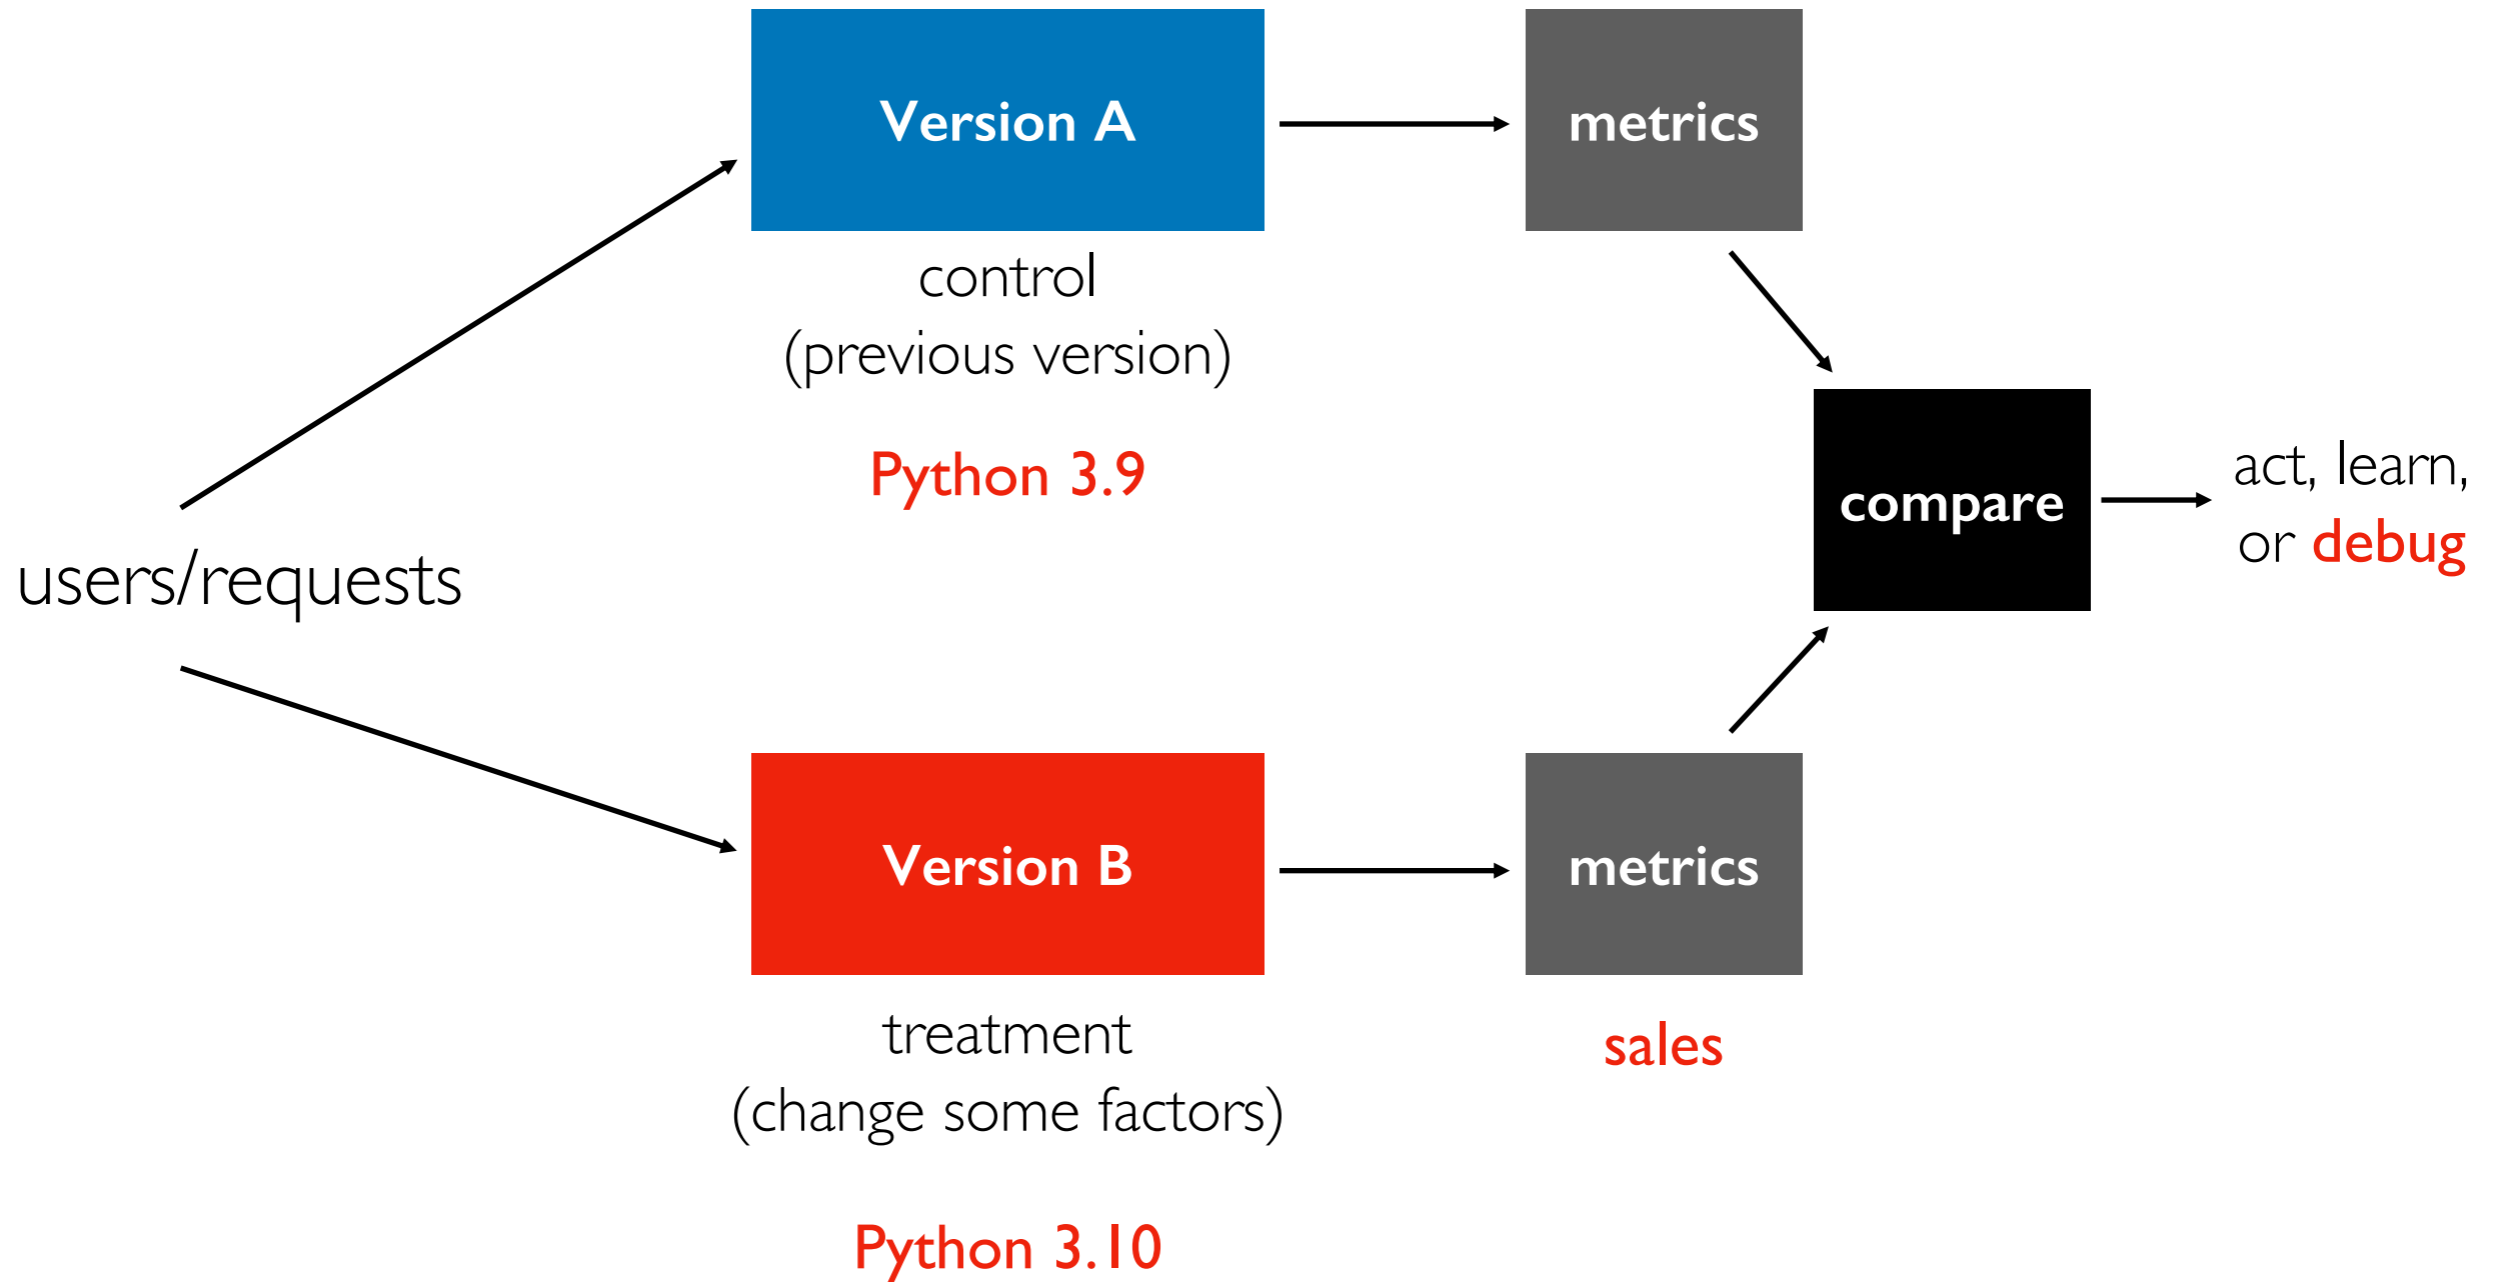 Version A
metrics
control
(previous version)
Python 3.9
users/requests
compare
act, learn,
or debug
Version B
metrics
treatment
(change some factors)
sales
Python 3.10